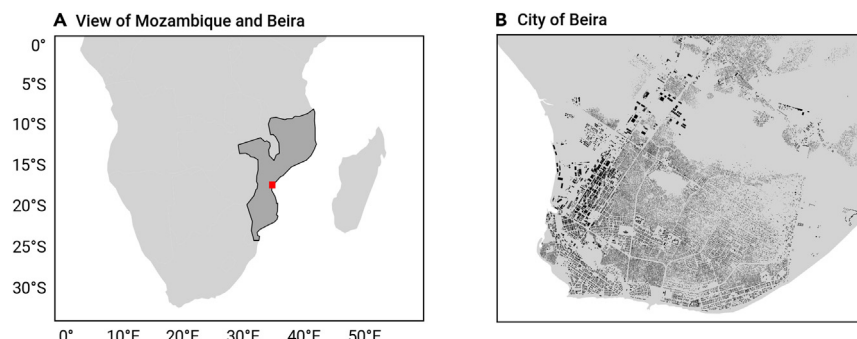 A View of Mozambique and Beira
0°
5°S
10°S
15°S
20°S
25°S
30°S
0°
10°E
20°E
30°E
40°E
50°E
B City of Beira